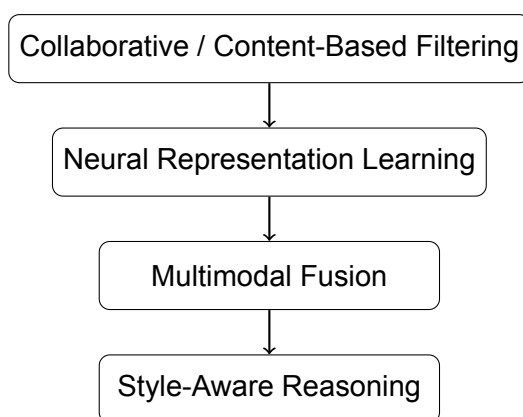 Collaborative / Content-Based Filtering
Neural Representation Learning
Multimodal Fusion
Style-Aware Reasoning